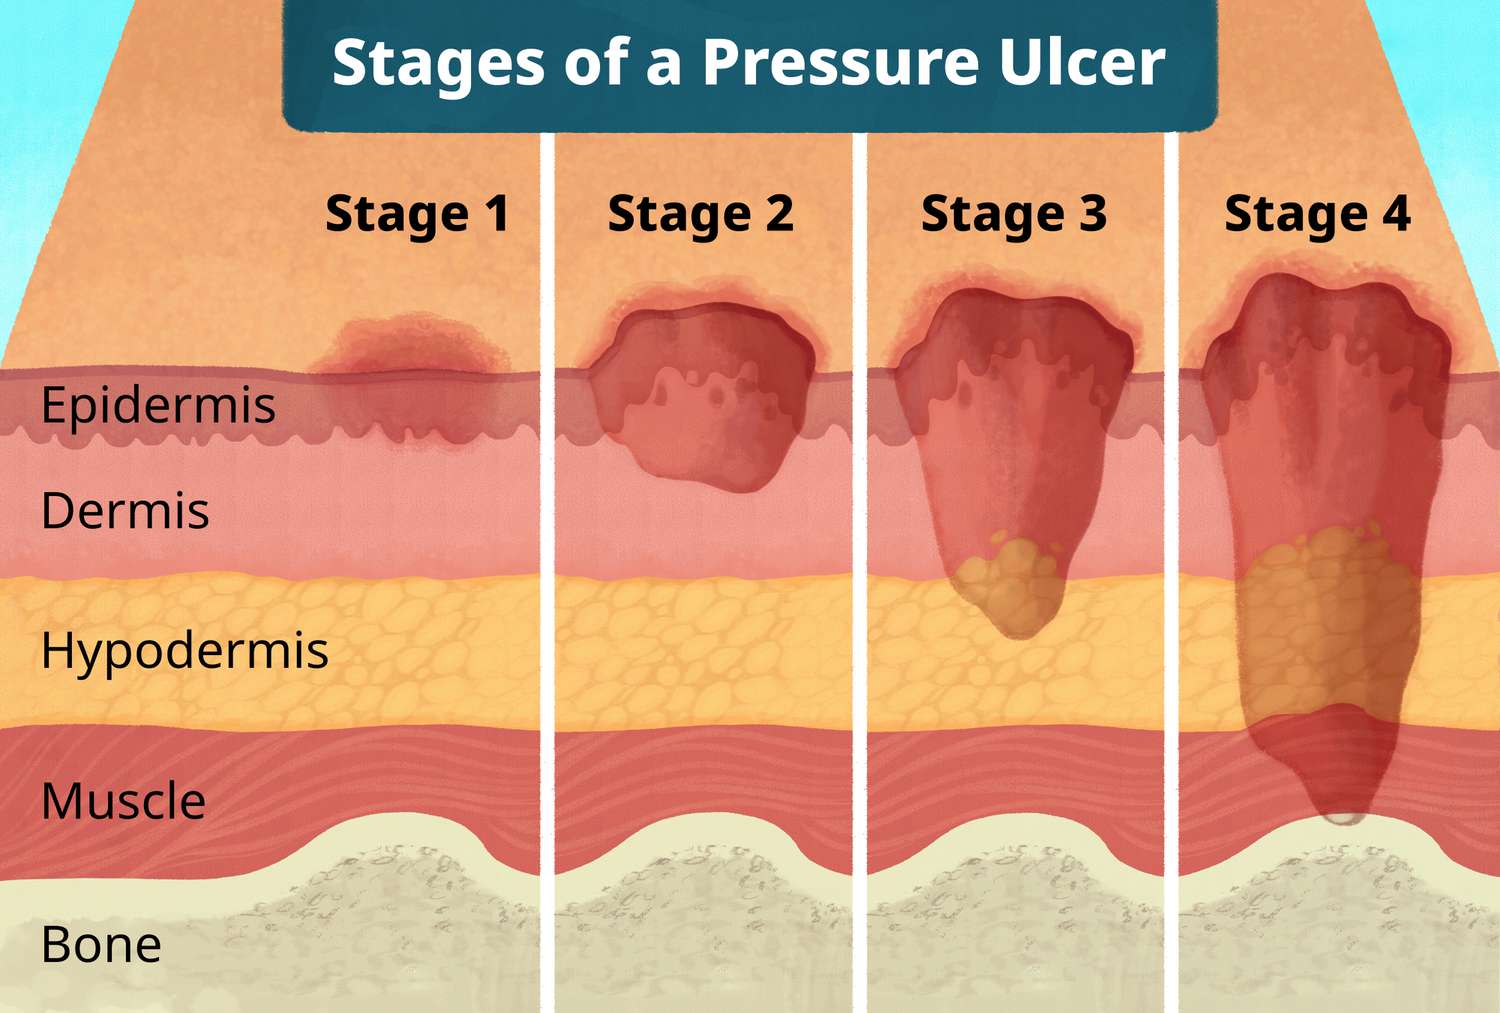 Stages of a Pressure Ulcer
Stage 1
Stage 2
Stage 3
Stage 4
Epidermis
Dermis
Hypodermis
Muscle
Bone